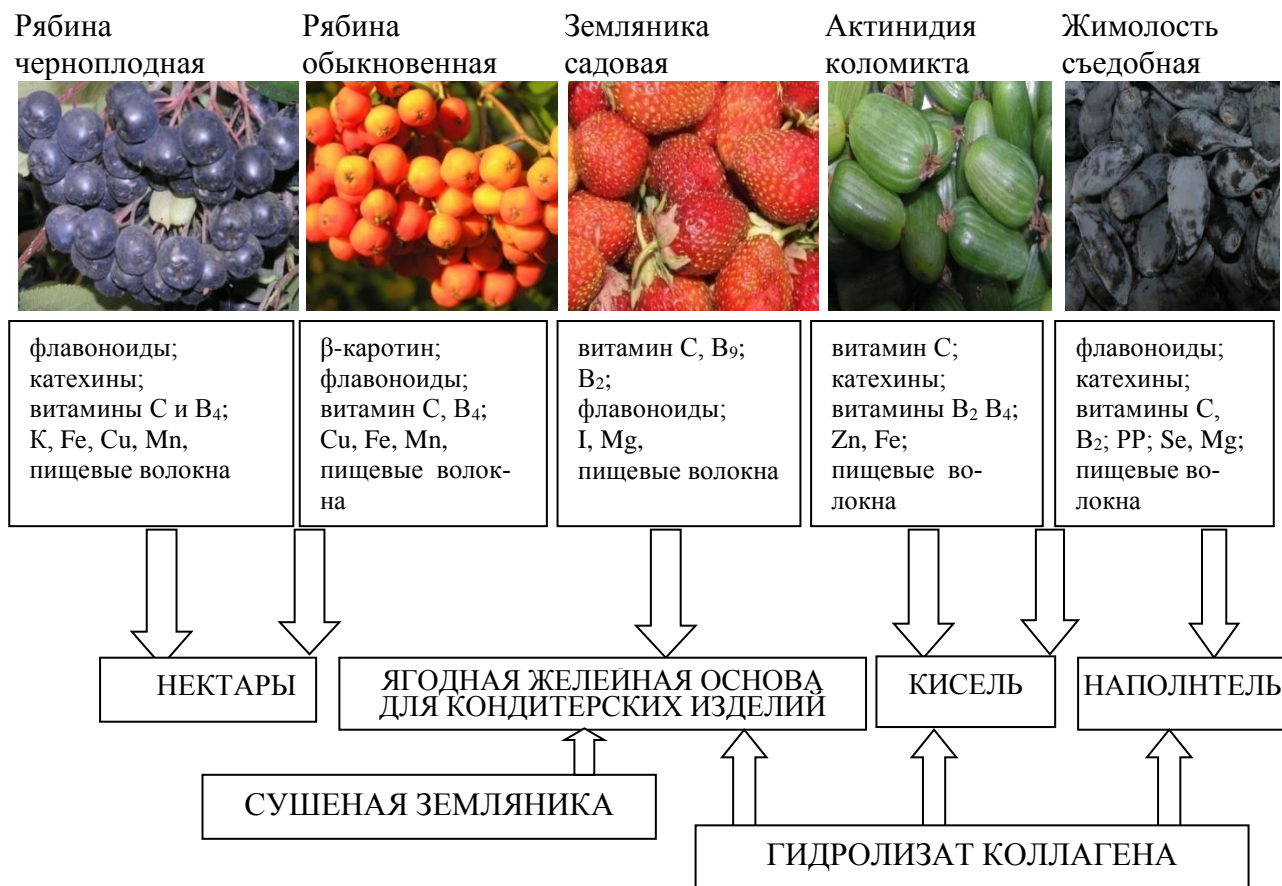 Рябина
черноплодная
Рябина
обыкновенная
Земляника
садовая
Актинидия
коломикта
Жимолость
съедобная
флавоноиды;
катехины;
витамины С и В₄;
К, Fe, Cu, Mn,
пищевые волокна
β-каротин;
флавоноиды;
витамин С, В₄;
Cu, Fe, Mn,
пищевые волок-
на
витамин С, В₉;
В₂;
флавоноиды;
I, Mg,
пищевые волокна
витамин С;
катехины;
витамины В₂ В₄;
Zn, Fe;
пищевые во-
локна
флавоноиды;
катехины;
витамины С,
В₂; РР; Se, Mg;
пищевые во-
локна
НЕКТАРЫ
ЯГОДНАЯ ЖЕЛЕЙНАЯ ОСНОВА
ДЛЯ КОНДИТЕРСКИХ ИЗДЕЛИЙ
КИСЕЛЬ
НАПОЛНТЕЛЬ
СУШЕНАЯ ЗЕМЛЯНИКА
ГИДРОЛИЗАТ КОЛЛАГЕНА